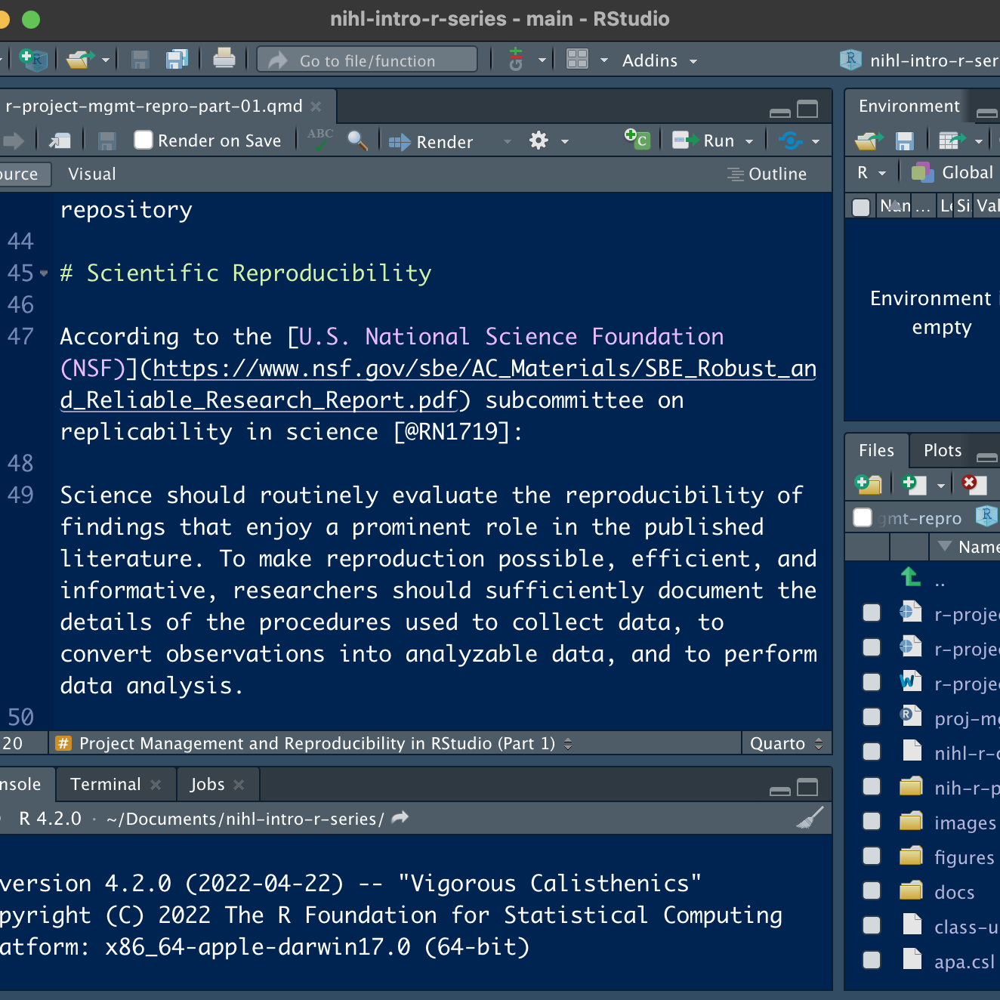 nihl-intro-r-series - main - RStudio
Go to file/function
Addins
nihl-intro-r-ser
r-project-mgmt-repro-part-01.qmd
Render on Save
ABC
Render
Run
ource
Visual
Outline
repository
44
45 # Scientific Reproducibility
46
47 According to the [U.S. National Science Foundation
(NSF)](https://www.nsf.gov/sbe/AC_Materials/SBE_Robust_an
d_Reliable_Research_Report.pdf) subcommittee on
replicability in science [@RN1719]:
48
49 Science should routinely evaluate the reproducibility of
findings that enjoy a prominent role in the published
literature. To make reproduction possible, efficient, and
informative, researchers should sufficiently document the
details of the procedures used to collect data, to
convert observations into analyzable data, and to perform
data analysis.
50
20 # Project Management and Reproducibility in RStudio (Part 1) Quarto
nsole Terminal Jobs
R 4.2.0 · ~/Documents/nihl-intro-r-series/
version 4.2.0 (2022-04-22) -- "Vigorous Calisthenics"
pyright (C) 2022 The R Foundation for Statistical Computing
atform: x86_64-apple-darwin17.0 (64-bit)
Environment
R Global
Nan ... Le Si Val
Environment i
empty
Files Plots
gmt-repro
Name
..
r-projec
r-projec
r-projec
proj-mg
nihl-r-c
nih-r-p
images
figures
docs
class-u
apa.csl